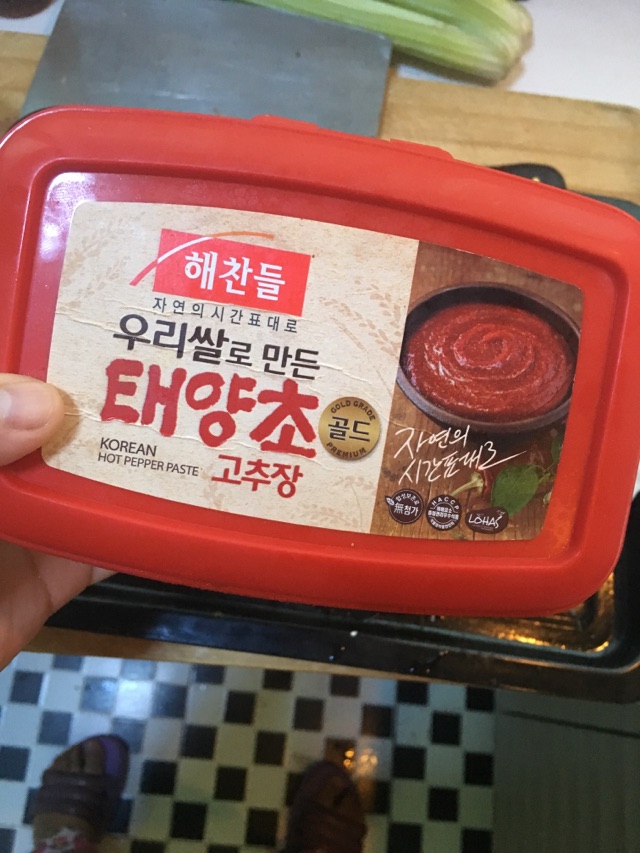 해찬들
자연의 시간표대로
우리쌀로 만든
태양초
GOLD GRADE
골드
PREMIUM
KOREAN
HOT PEPPER PASTE
고추장
자연의
시간표대로
無첨가
HACCP
LOHAS